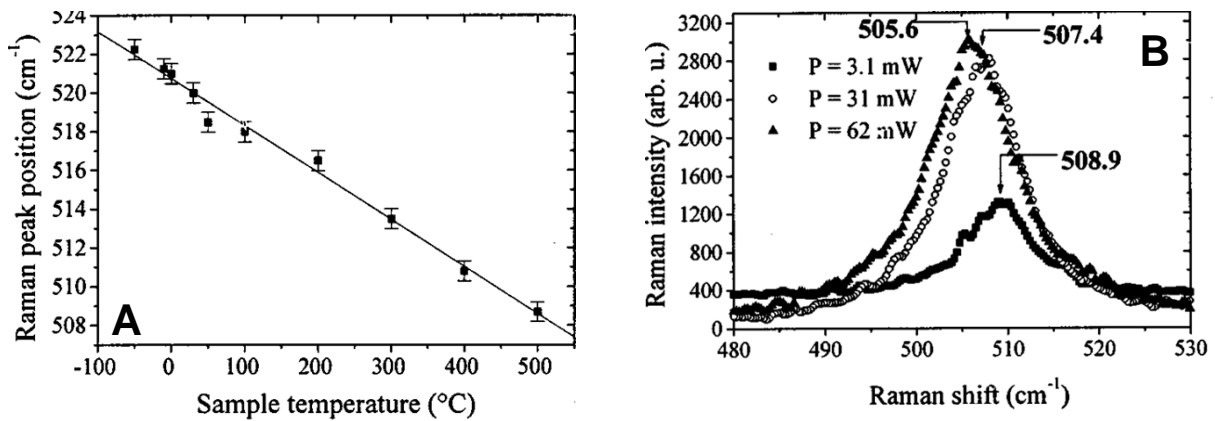 524
522
520
518
516
514
512
510
508
-100 0 100 200 300 400 500
Raman peak position (cm-1)
Sample temperature (°C)
A
3200
2800
2400
2000
1600
1200
800
400
0
480 490 500 510 520 530
Raman intensity (arb. u.)
Raman shift (cm-1)
505.6 507.4
B
P = 3.1 mW
P = 31 mW
P = 62 mW
508.9